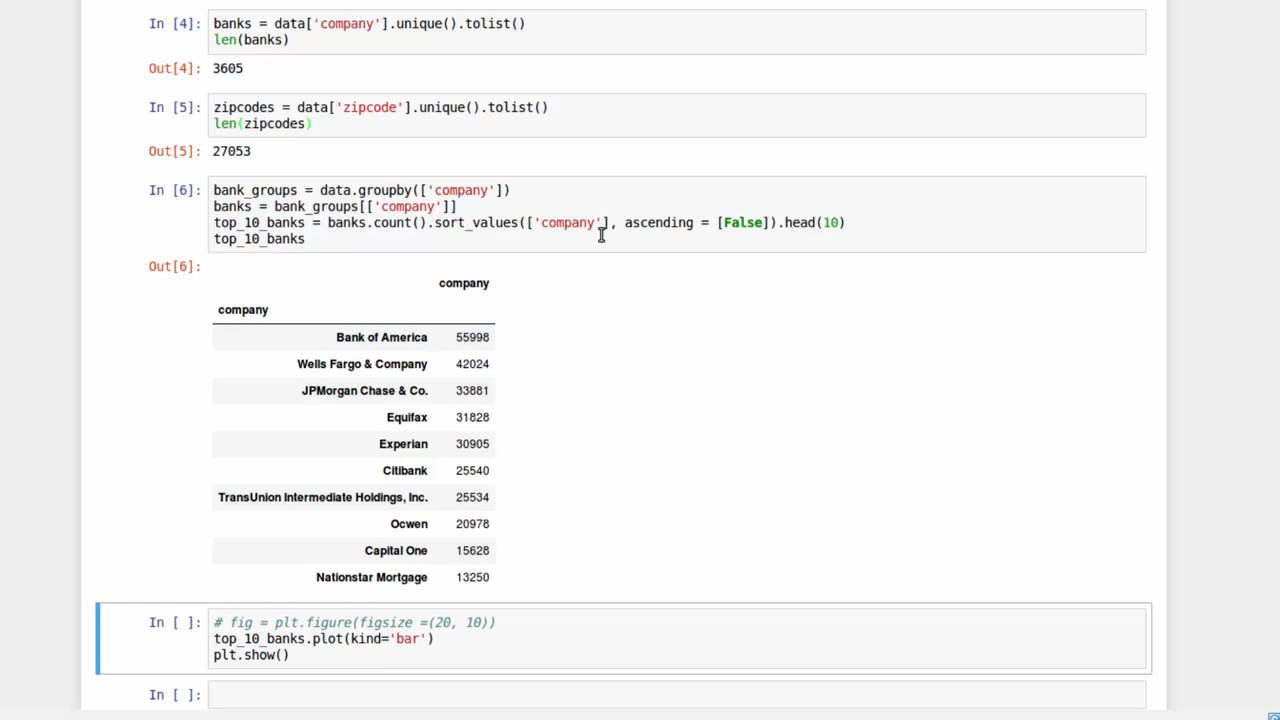 In [4]: banks = data['company'].unique().tolist()
len(banks)
Out[4]: 3605
In [5]: zipcodes = data['zipcode'].unique().tolist()
len(zipcodes)
Out[5]: 27053
In [6]: bank_groups = data.groupby(['company'])
banks = bank_groups[['company']]
top_10_banks = banks.count().sort_values(['company'], ascending = [False]).head(10)
top_10_banks
Out[6]:
company
company
Bank of America 55998
Wells Fargo & Company 42024
JPMorgan Chase & Co. 33881
Equifax 31828
Experian 30905
Citibank 25540
TransUnion Intermediate Holdings, Inc. 25534
Ocwen 20978
Capital One 15628
Nationstar Mortgage 13250
In [ ]: # fig = plt.figure(figsize =(20, 10))
top_10_banks.plot(kind='bar')
plt.show()
In [ ]: